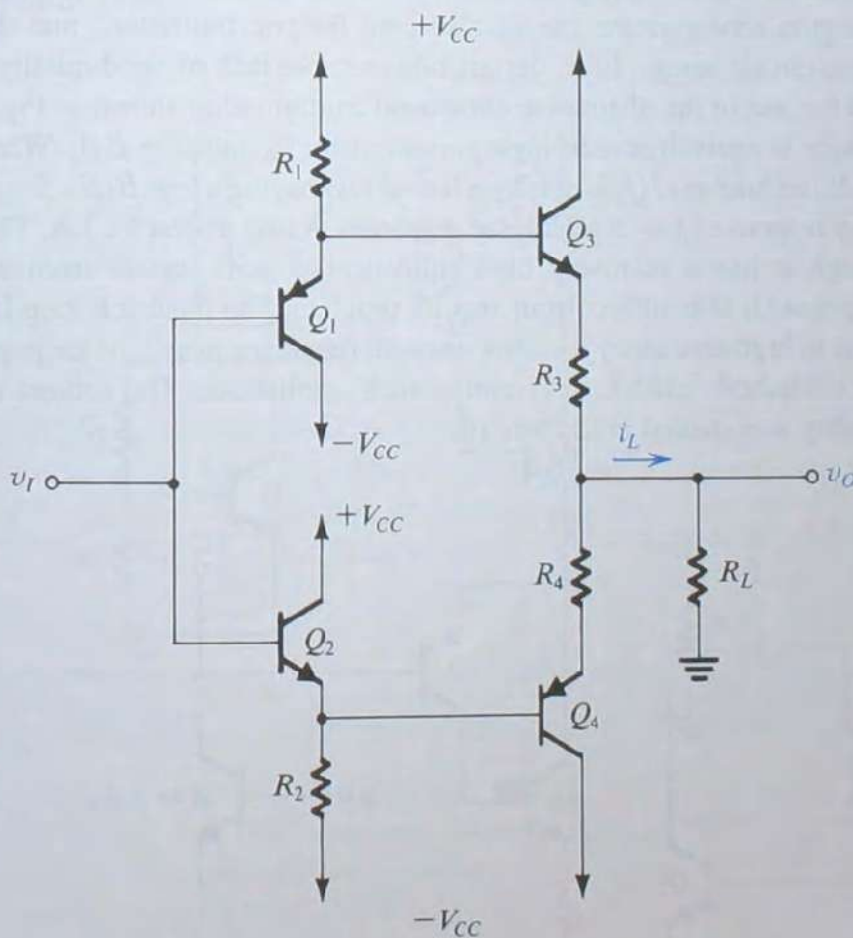 +V_CC
R_1
Q_3
Q_1
R_3
−V_CC
i_L
v_I
v_O
+V_CC
R_4
R_L
Q_2
Q_4
R_2
−V_CC